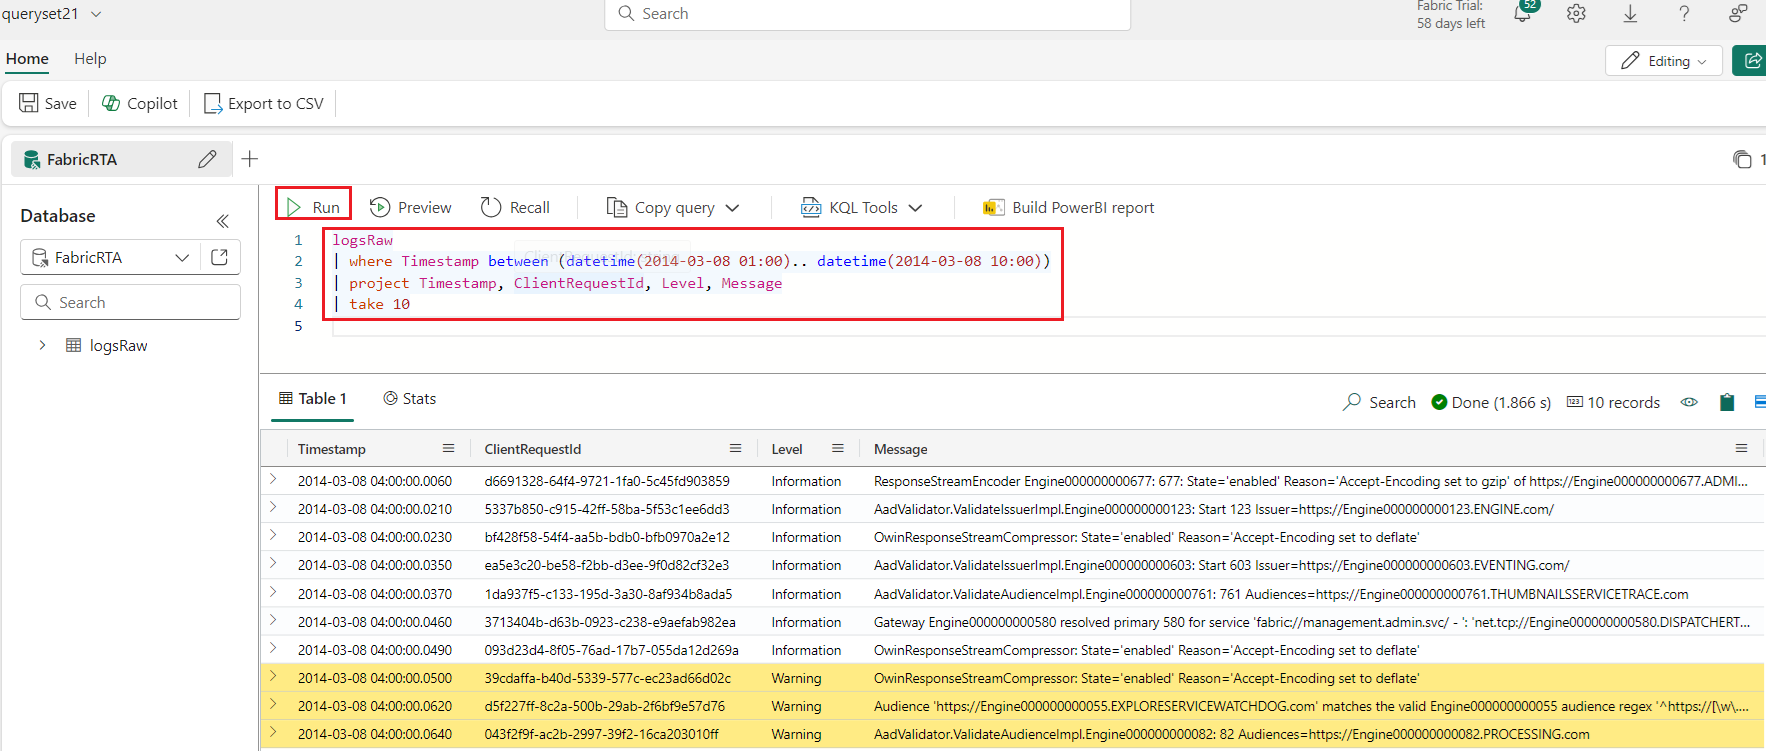 queryset21
Search
Fabric Trial:
58 days left
52
Home
Help
Editing
Save
Copilot
Export to CSV
FabricRTA
1
Database
FabricRTA
Search
logsRaw
Run
Preview
Recall
Copy query
KQL Tools
Build PowerBI report
1 logsRaw
2 | where Timestamp between (datetime(2014-03-08 01:00).. datetime(2014-03-08 10:00))
3 | project Timestamp, ClientRequestId, Level, Message
4 | take 10
5
Table 1
Stats
Search
Done (1.866 s)
123 10 records
Timestamp ClientRequestId Level Message
2014-03-08 04:00:00.0060 d6691328-64f4-9721-1fa0-5c45fd903859 Information ResponseStreamEncoder Engine000000000677: 677: State='enabled' Reason='Accept-Encoding set to gzip' of https://Engine000000000677.ADMI...
2014-03-08 04:00:00.0210 5337b850-c915-42ff-58ba-5f53c1ee6dd3 Information AadValidator.ValidateIssuerImpl.Engine000000000123: Start 123 Issuer=https://Engine000000000123.ENGINE.com/
2014-03-08 04:00:00.0230 bf428f58-54f4-aa5b-bdb0-bfb0970a2e12 Information OwinResponseStreamCompressor: State='enabled' Reason='Accept-Encoding set to deflate'
2014-03-08 04:00:00.0350 ea5e3c20-be58-f2bb-d3ee-9f0d82cf32e3 Information AadValidator.ValidateIssuerImpl.Engine000000000603: Start 603 Issuer=https://Engine000000000603.EVENTING.com/
2014-03-08 04:00:00.0370 1da937f5-c133-195d-3a30-8af934b8ada5 Information AadValidator.ValidateAudienceImpl.Engine000000000761: 761 Audiences=https://Engine000000000761.THUMBNAILSSERVICETRACE.com
2014-03-08 04:00:00.0460 3713404b-d63b-0923-c238-e9aefab982ea Information Gateway Engine000000000580 resolved primary 580 for service 'fabric://management.admin.svc/ - ': 'net.tcp://Engine000000000580.DISPATCHERT...
2014-03-08 04:00:00.0490 093d23d4-8f05-76ad-17b7-055da12d269a Information OwinResponseStreamCompressor: State='enabled' Reason='Accept-Encoding set to deflate'
2014-03-08 04:00:00.0500 39cdaffa-b40d-5339-577c-ec23ad66d02c Warning OwinResponseStreamCompressor: State='enabled' Reason='Accept-Encoding set to deflate'
2014-03-08 04:00:00.0620 d5f227ff-8c2a-500b-29ab-2f6bf9e57d76 Warning Audience 'https://Engine000000000055.EXPLORESERVICEWATCHDOG.com' matches the valid Engine000000000055 audience regex '^https://[\w\....
2014-03-08 04:00:00.0640 043f2f9f-ac2b-2997-39f2-16ca203010ff Warning AadValidator.ValidateAudienceImpl.Engine000000000082: 82 Audiences=https://Engine000000000082.PROCESSING.com